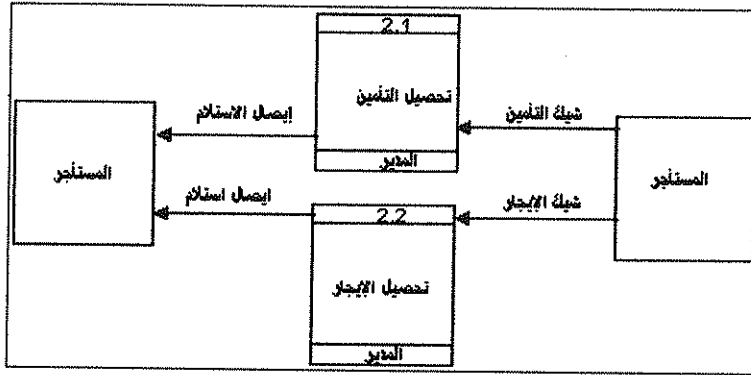 2.1
تحصيل التأمين
المدير
شيك التأمين
إيصال الاستلام
المستأجر
المستأجر
شيك الإيجار
ايصال استلام
2.2
تحصيل الإيجار
المدير